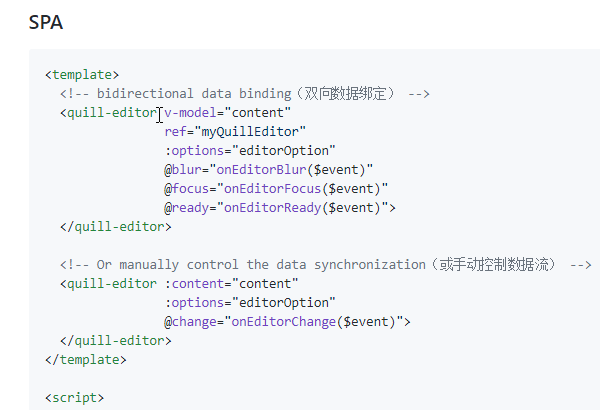 SPA
<template>
<!-- bidirectional data binding（双向数据绑定） -->
<quill-editor v-model="content"
ref="myQuillEditor"
:options="editorOption"
@blur="onEditorBlur($event)"
@focus="onEditorFocus($event)"
@ready="onEditorReady($event)">
</quill-editor>
<!-- Or manually control the data synchronization（或手动控制数据流） -->
<quill-editor :content="content"
:options="editorOption"
@change="onEditorChange($event)">
</quill-editor>
</template>
<script>